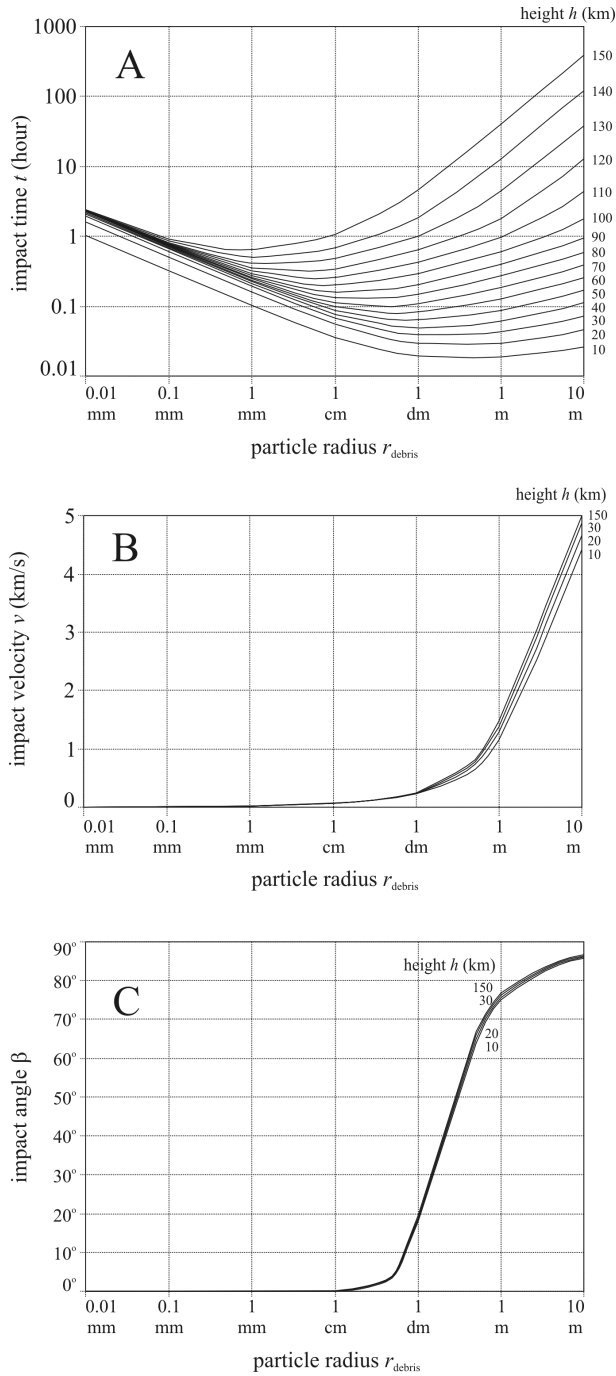 height h (km)
A
1000
100
10
1
0.1
0.01
impact time t (hour)
150
140
130
120
110
100
90
80
70
60
50
40
30
20
10
0.01 0.1 1 1 1 1 10
mm mm mm cm dm m m
particle radius r debris
height h (km)
B
5
4
3
2
1
0
impact velocity v (km/s)
150
30
20
10
0.01 0.1 1 1 1 1 10
mm mm mm cm dm m m
particle radius r debris
C
height h (km)
150
30
20
10
90°
80°
70°
60°
50°
40°
30°
20°
10°
0°
impact angle β
0.01 0.1 1 1 1 1 10
mm mm mm cm dm m m
particle radius r debris